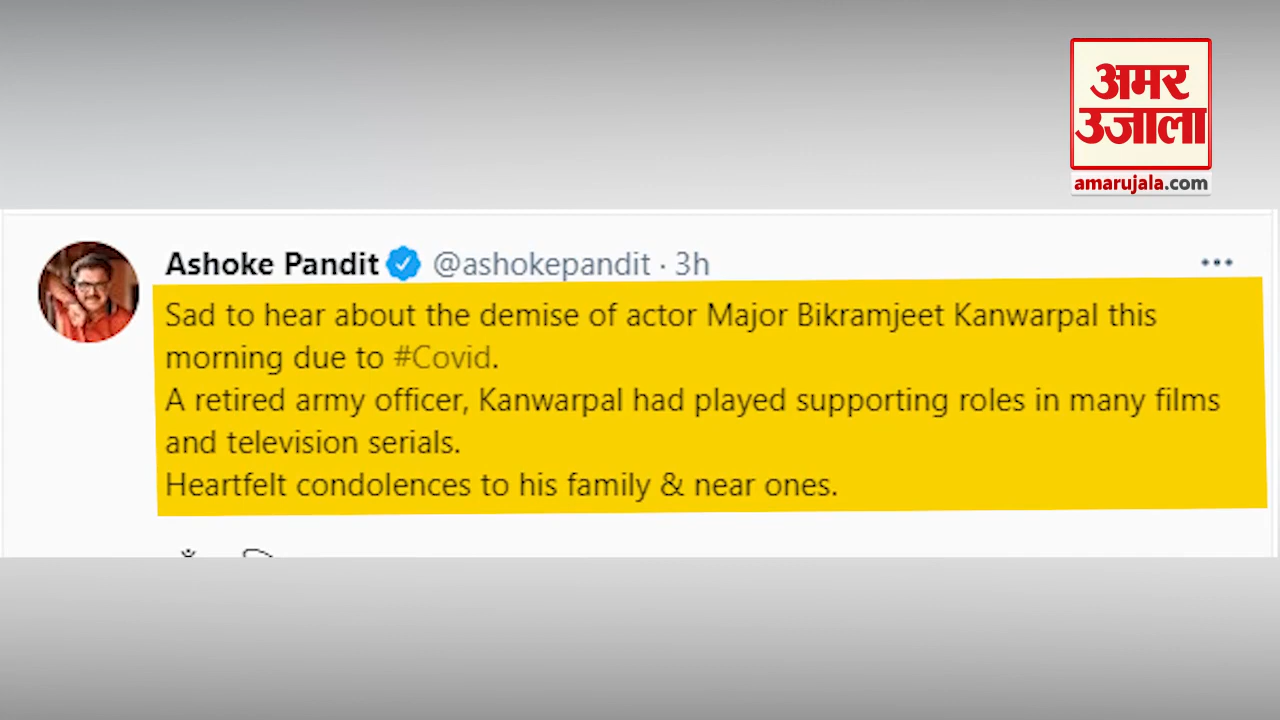 अमर
उजाला
amarujala.com
Ashoke Pandit @ashokepandit · 3h
Sad to hear about the demise of actor Major Bikramjeet Kanwarpal this
morning due to #Covid.
A retired army officer, Kanwarpal had played supporting roles in many films
and television serials.
Heartfelt condolences to his family & near ones.